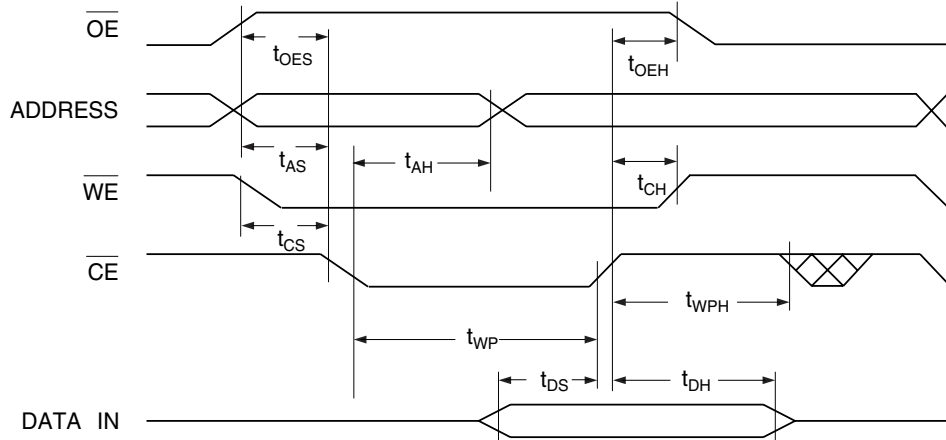 OE
tOES
tOEH
ADDRESS
tAS
tAH
WE
tCH
tCS
CE
tWPH
tWP
tDS
tDH
DATA IN